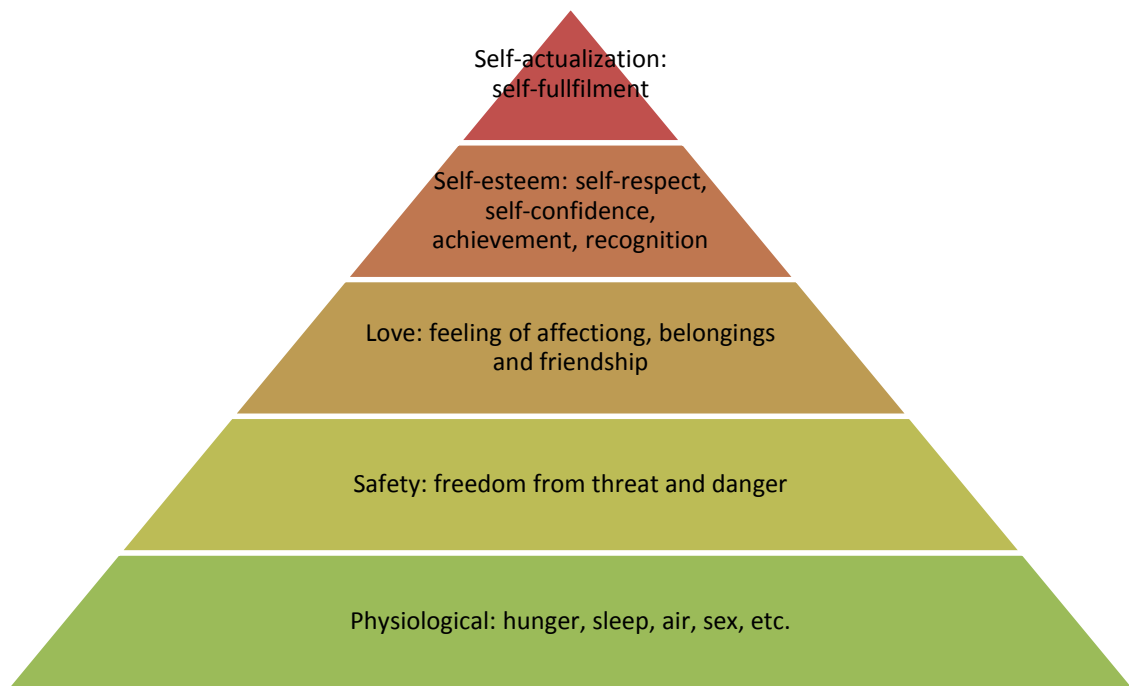 Self-actualization:
self-fullfilment
Self-esteem: self-respect,
self-confidence,
achievement, recognition
Love: feeling of affectiong, belongings
and friendship
Safety: freedom from threat and danger
Physiological: hunger, sleep, air, sex, etc.